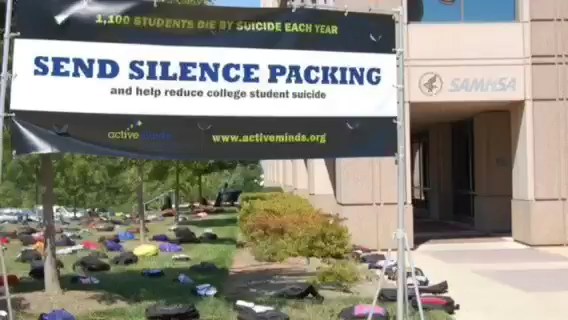 1,100 STUDENTS DIE BY SUICIDE EACH YEAR
SEND SILENCE PACKING
and help reduce college student suicide
active minds
www.activeminds.org
SAMHSA